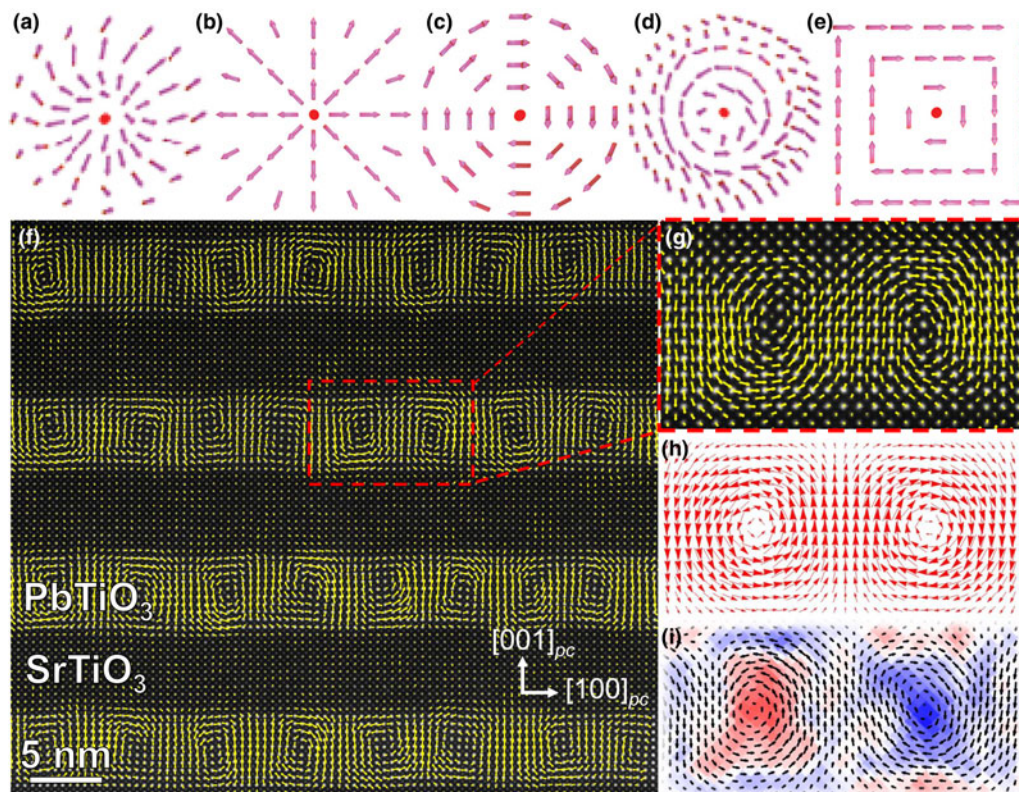 (a) (b) (c) (d) (e)
(f) (g)
(h)
PbTiO3
[001]pc
(i)
SrTiO3
[100]pc
5 nm